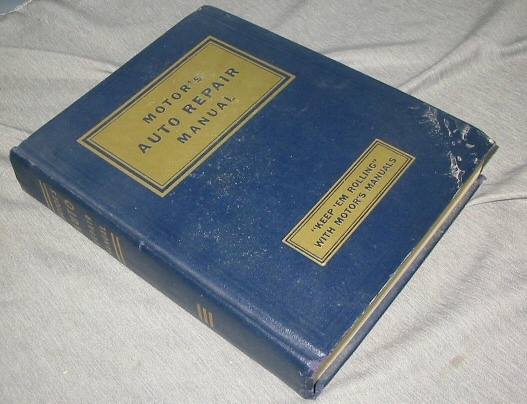 MOTOR'S
AUTO REPAIR
MANUAL
"KEEP 'EM ROLLING"
WITH MOTOR'S MANUALS